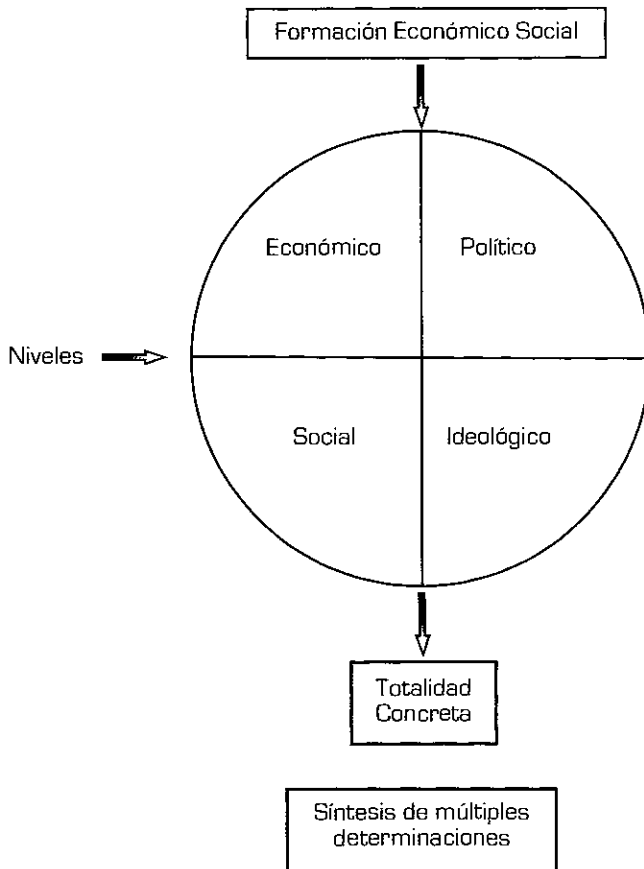 Formación Económico Social
Económico
Político
Niveles
Social
Ideológico
Totalidad
Concreta
Síntesis de múltiples
determinaciones